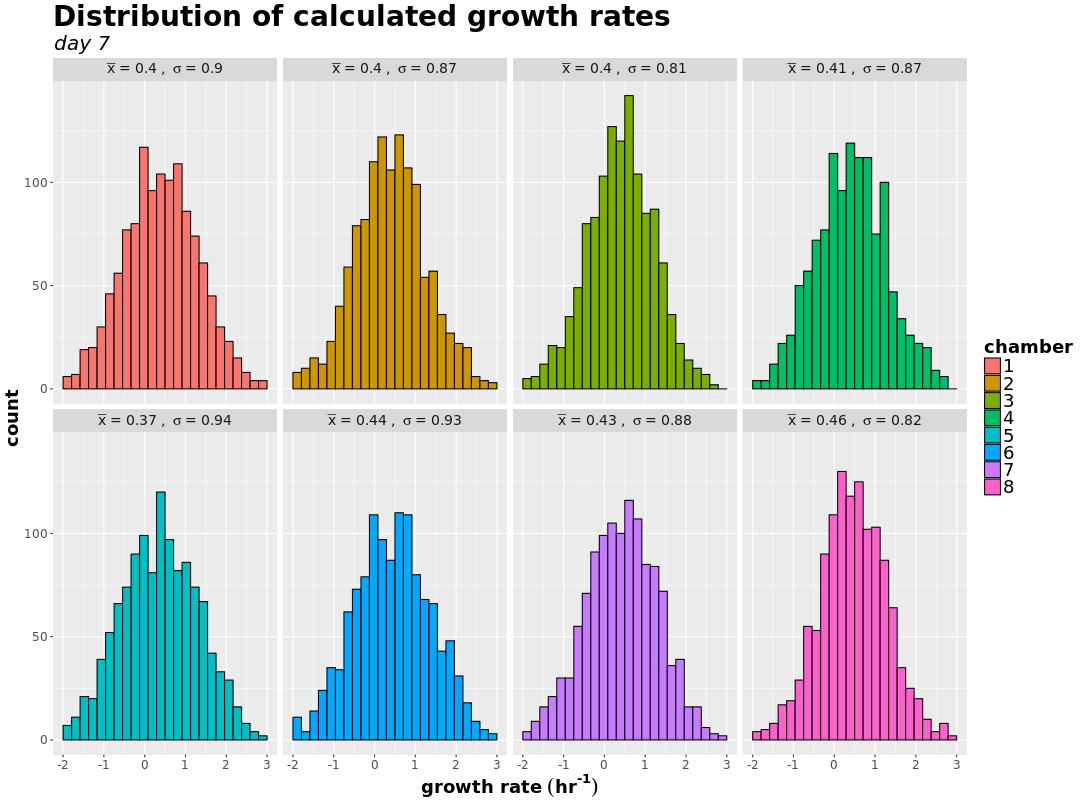 Distribution of calculated growth rates
day 7
x̅ = 0.4 , σ = 0.9
x̅ = 0.4 , σ = 0.87
x̅ = 0.4 , σ = 0.81
x̅ = 0.41 , σ = 0.87
100
50
0
x̅ = 0.37 , σ = 0.94
x̅ = 0.44 , σ = 0.93
x̅ = 0.43 , σ = 0.88
x̅ = 0.46 , σ = 0.82
100
50
0
-2 -1 0 1 2 3
-2 -1 0 1 2 3
-2 -1 0 1 2 3
-2 -1 0 1 2 3
count
growth rate (hr⁻¹)
chamber
1
2
3
4
5
6
7
8